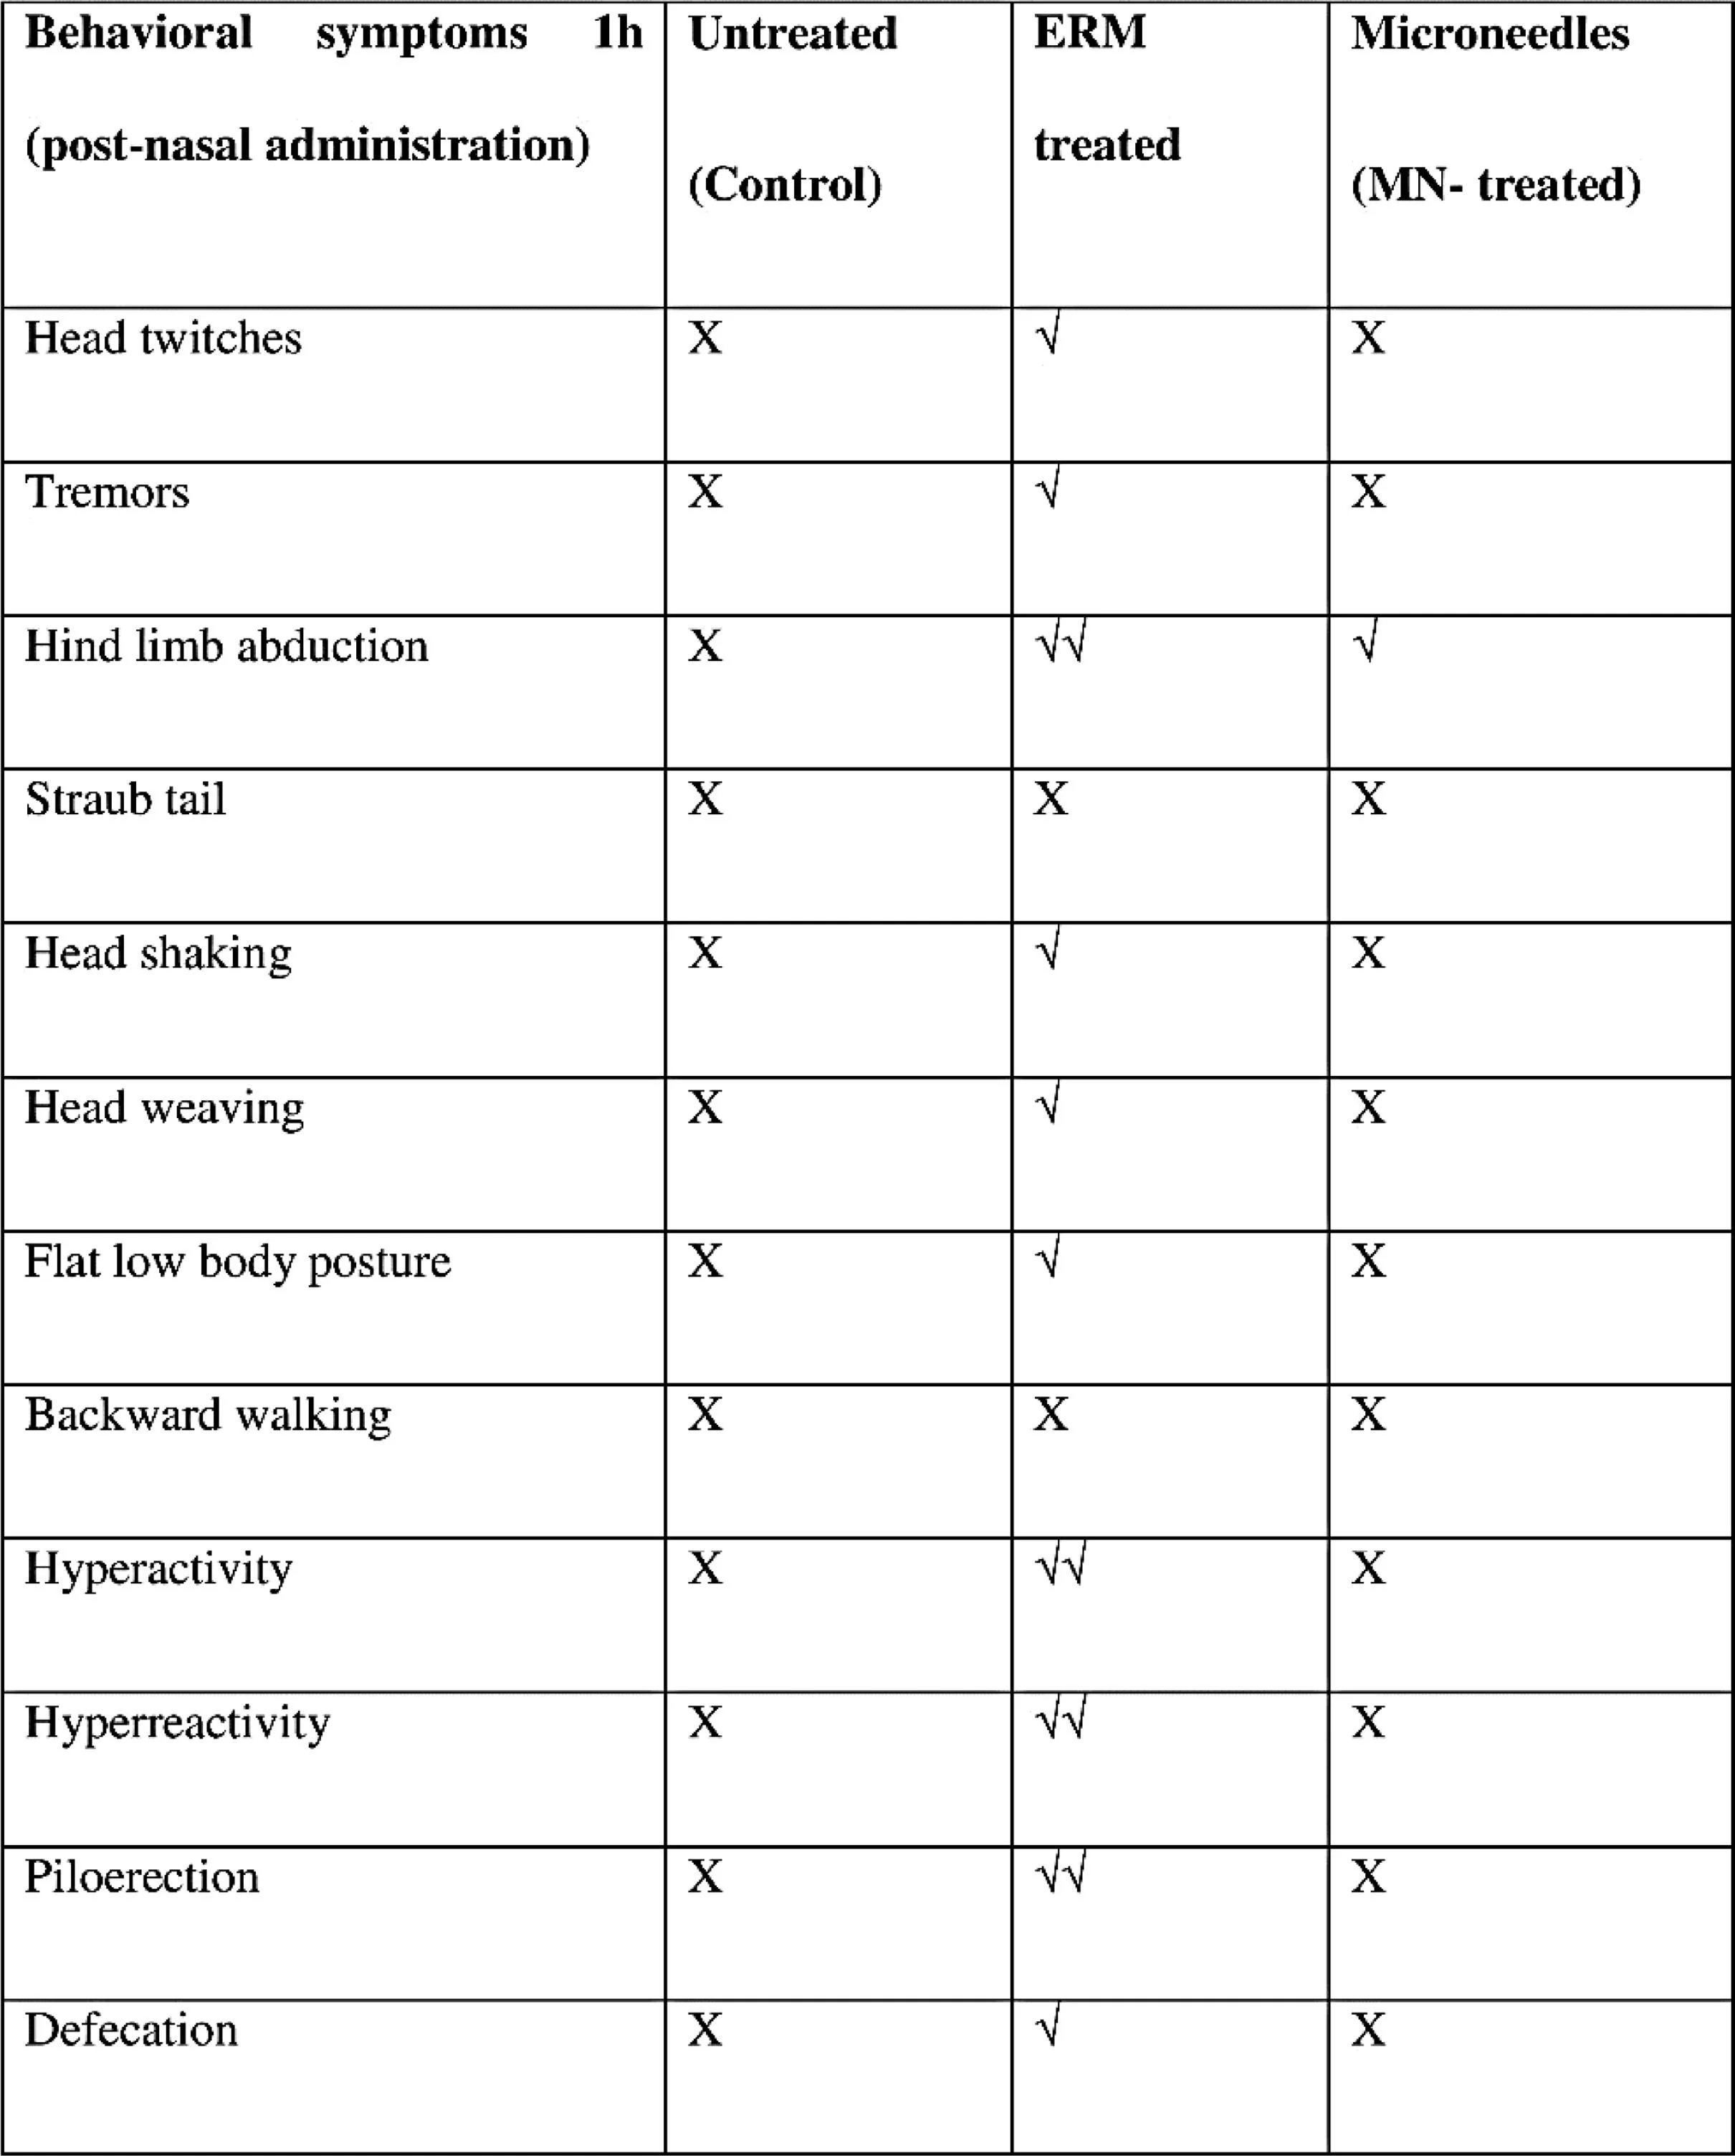 Behavioral symptoms 1h Untreated ERM Microneedles
(post-nasal administration) (Control) treated (MN- treated)
Head twitches X √ X
Tremors X √ X
Hind limb abduction X √√ √
Straub tail X X X
Head shaking X √ X
Head weaving X √ X
Flat low body posture X √ X
Backward walking X X X
Hyperactivity X √√ X
Hyperreactivity X √√ X
Piloerection X √√ X
Defecation X √ X